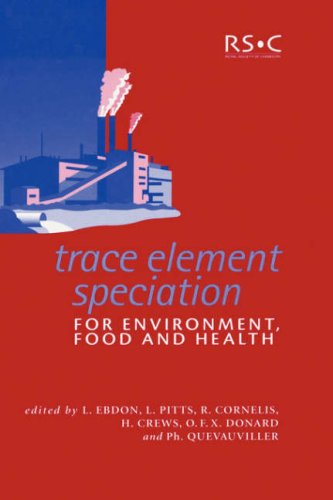 RS•C
ROYAL SOCIETY OF CHEMISTRY
trace element
speciation
FOR ENVIRONMENT,
FOOD AND HEALTH
edited by L. EBDON, L. PITTS, R. CORNELIS,
H. CREWS, O. F. X. DONARD
and Ph. QUEVAUVILLER